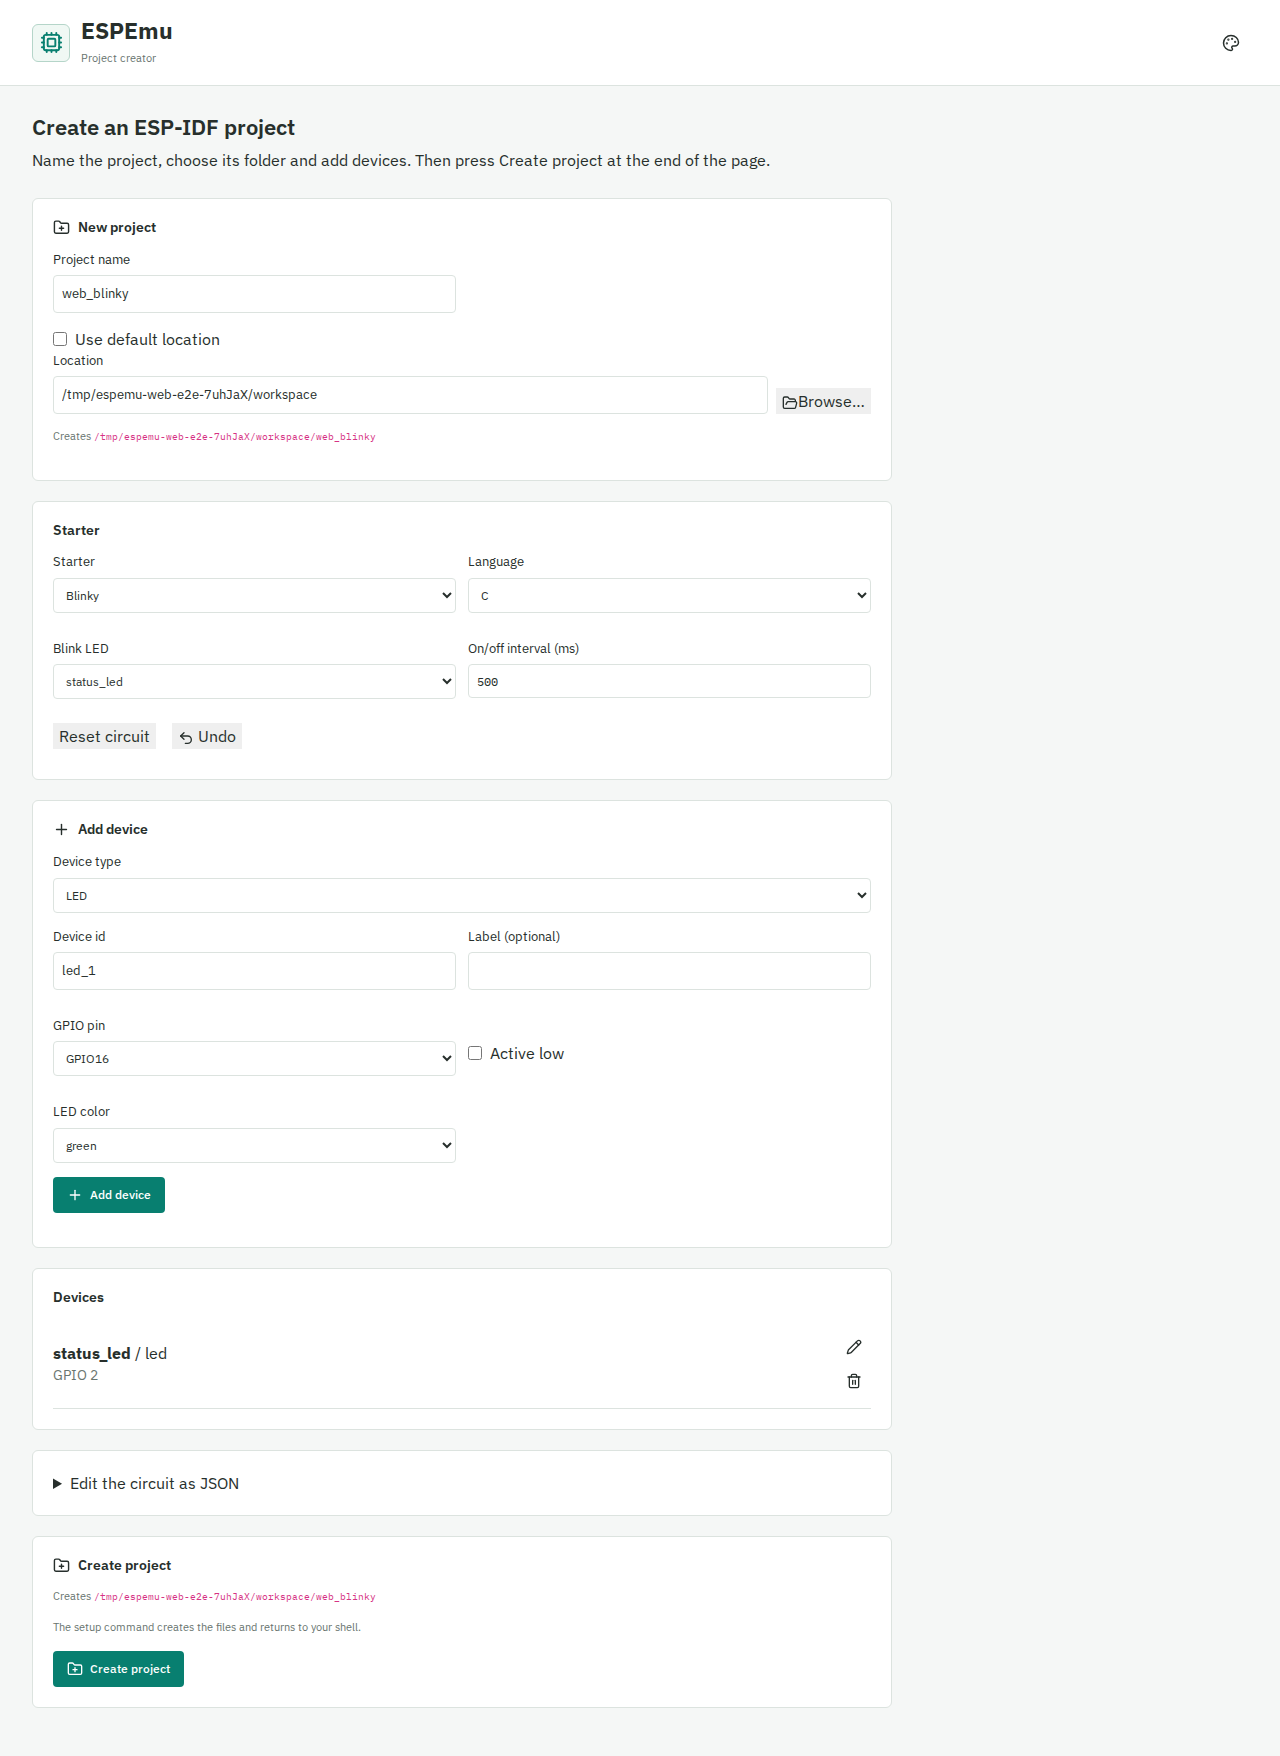 ESPEmu
Project creator
Create an ESP-IDF project
Name the project, choose its folder and add devices. Then press Create project at the end of the page.
New project
Project name
web_blinky
Use default location
Location
/tmp/espemu-web-e2e-7uhJaX/workspace
Browse...
Creates /tmp/espemu-web-e2e-7uhJaX/workspace/web_blinky
Starter
Starter Language
Blinky C
Blink LED On/off interval (ms)
status_led 500
Reset circuit Undo
Add device
Device type
LED
Device id Label (optional)
led_1
GPIO pin
GPIO16 Active low
LED color
green
Add device
Devices
status_led / led
GPIO 2
Edit the circuit as JSON
Create project
Creates /tmp/espemu-web-e2e-7uhJaX/workspace/web_blinky
The setup command creates the files and returns to your shell.
Create project